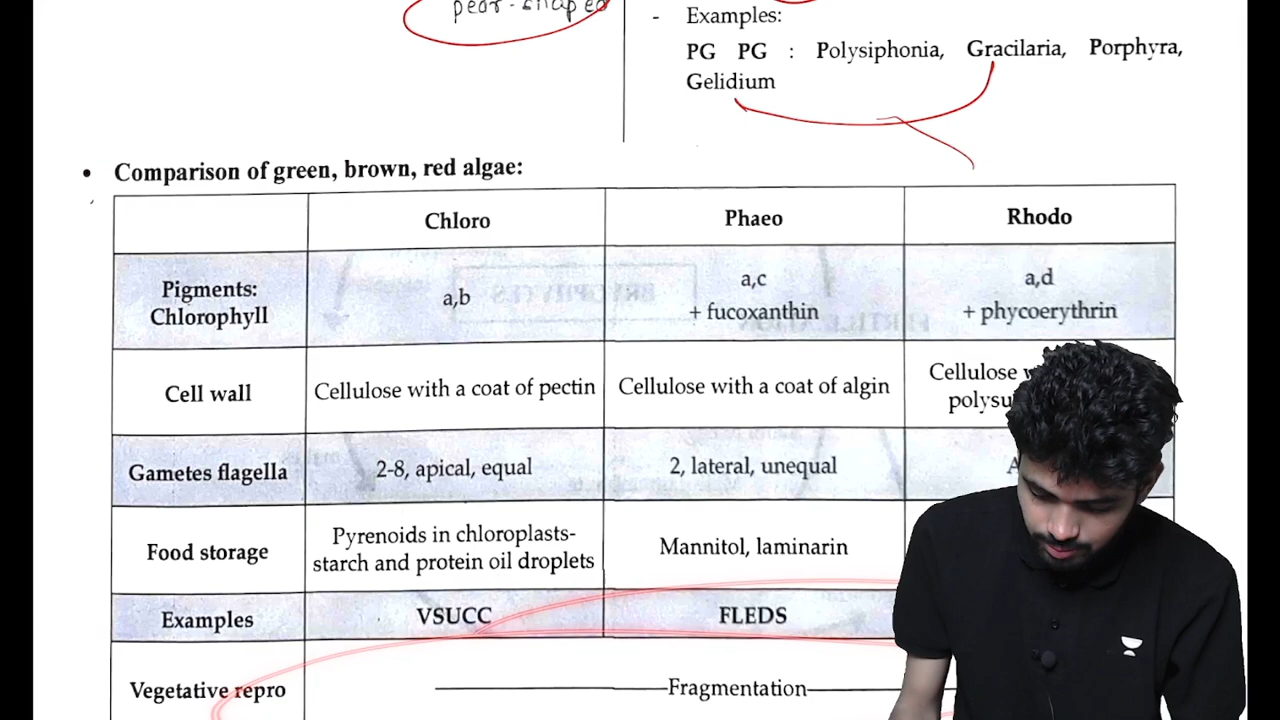 pear-shaped
- Examples:
PG PG : Polysiphonia, Gracilaria, Porphyra,
Gelidium
• Comparison of green, brown, red algae:
Chloro Phaeo Rhodo
Pigments:
Chlorophyll
a,b
a,c
+ fucoxanthin
a,d
+ phycoerythrin
Cell wall
Cellulose with a coat of pectin
Cellulose with a coat of algin
Cellulose
Gametes flagella
2-8, apical, equal
2, lateral, unequal
Food storage
Pyrenoids in chloroplasts-
starch and protein oil droplets
Mannitol, laminarin
Examples
VSUCC
FLEDS
Vegetative repro
Fragmentation